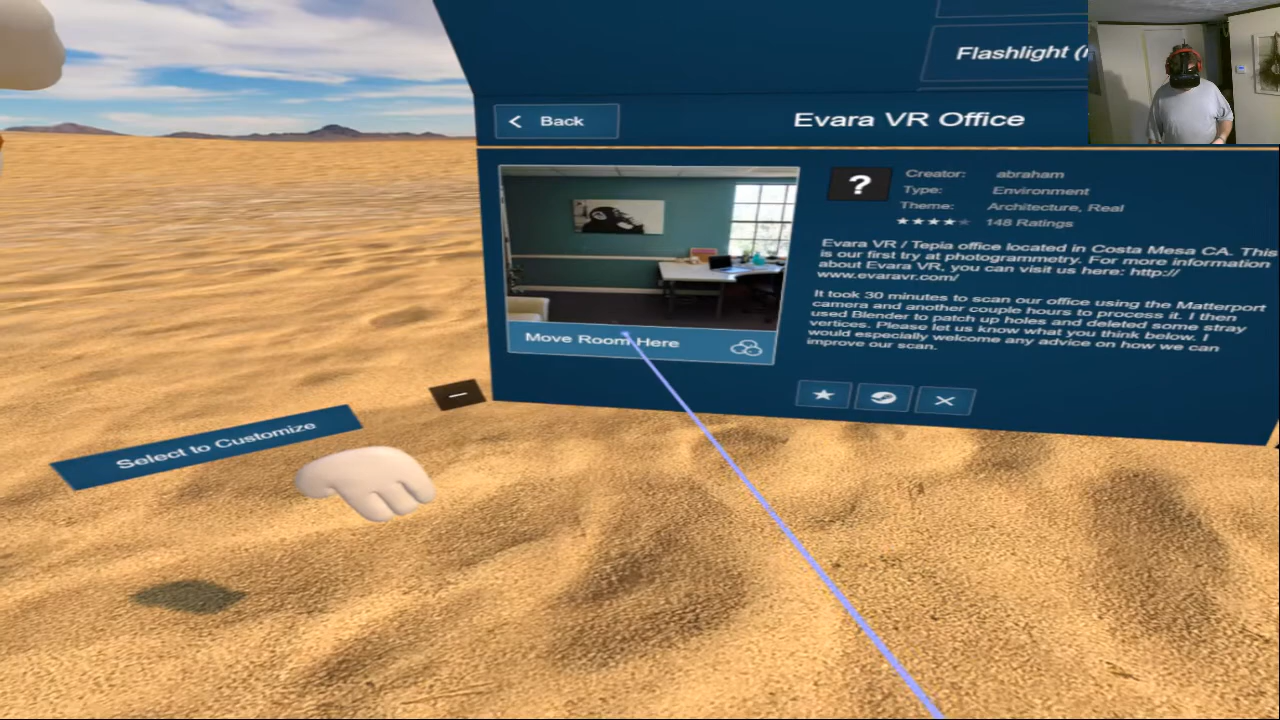 Flashlight (
< Back
Evara VR Office
?
Creator: abraham
Type: Environment
Theme: Architecture, Real
148 Ratings
Evara VR / Tepia office located in Costa Mesa CA. This
is our first try at photogrammetry. For more information
about Evara VR, you can visit us here: http://
www.evaravr.com/
It took 30 minutes to scan our office using the Matterport
camera and another couple hours to process it. I then
used Blender to patch up holes and deleted some stray
vertices. Please let us know what you think below. I
would especially welcome any advice on how we can
improve our scan.
Move Room Here
Select to Customize